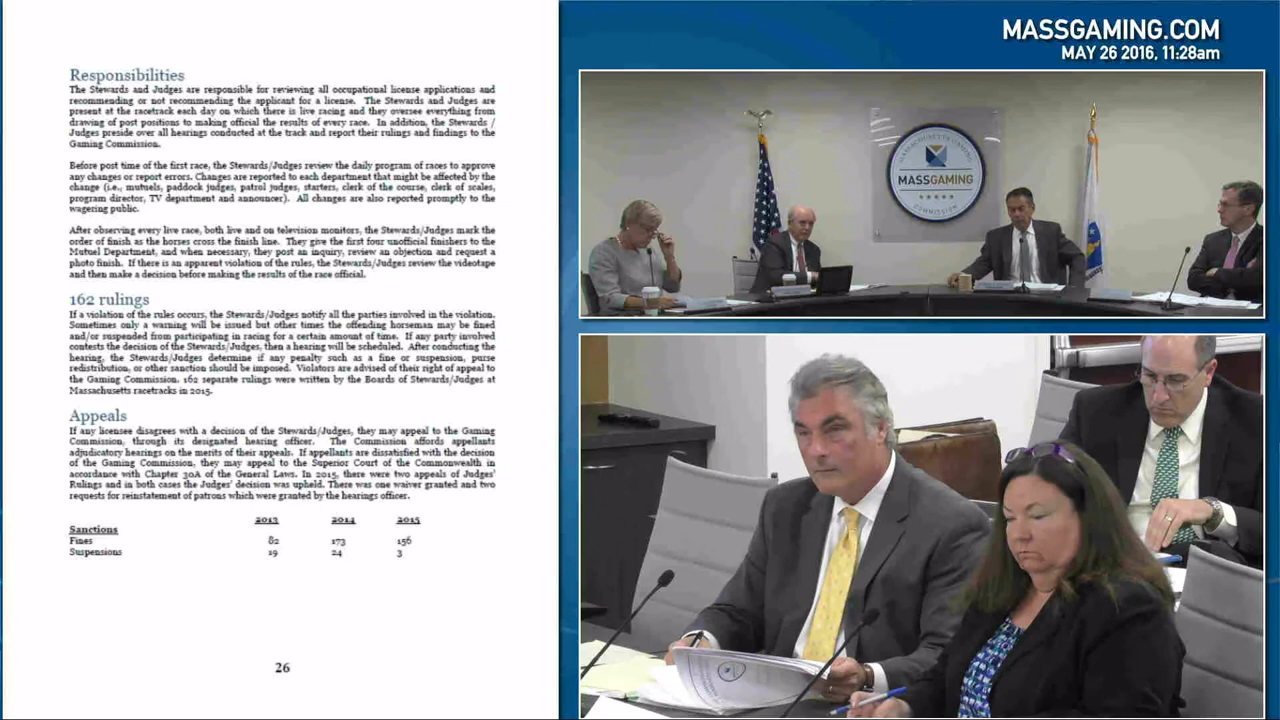 Responsibilities
The Stewards and Judges are responsible for reviewing all occupational license applications and
recommending or not recommending the applicant for a license. The Stewards and Judges are
present at the racetrack each day on which there is live racing and they oversee everything from
drawing of post positions to making official the results of every race. In addition, the Stewards /
Judges preside over all hearings conducted at the track and report their rulings and findings to the
Gaming Commission.
Before post time of the first race, the Stewards/Judges review the daily program of races to approve
any changes or report errors. Changes are reported to each department that might be affected by the
change (i.e., mutuels, paddock judges, patrol judges, starters, clerk of the course, clerk of scales,
program director, TV department and announcer). All changes are also reported promptly to the
wagering public.
After observing every live race, both live and on television monitors, the Stewards/Judges mark the
order of finish as the horses cross the finish line. They give the first four unofficial finishers to the
Mutuel Department, and when necessary, they post an inquiry, review an objection and request a
photo finish. If there is an apparent violation of the rules, the Stewards/Judges review the videotape
and then make a decision before making the results of the race official.
162 rulings
If a violation of the rules occurs, the Stewards/Judges notify all the parties involved in the violation.
Sometimes only a warning will be issued but other times the offending horseman may be fined
and/or suspended from participating in racing for a certain amount of time. If any party involved
contests the decision of the Stewards/Judges, then a hearing will be scheduled. After conducting the
hearing, the Stewards/Judges determine if any penalty such as a fine or suspension, purse
redistribution, or other sanction should be imposed. Violators are advised of their right of appeal to
the Gaming Commission. 162 separate rulings were written by the Boards of Stewards/Judges at
Massachusetts racetracks in 2015.
Appeals
If any licensee disagrees with a decision of the Stewards/Judges, they may appeal to the Gaming
Commission, through its designated hearing officer. The Commission affords appellants
adjudicatory hearings on the merits of their appeals. If appellants are dissatisfied with the decision
of the Gaming Commission, they may appeal to the Superior Court of the Commonwealth in
accordance with Chapter 30A of the General Laws. In 2015, there were two appeals of Judges'
Rulings and in both cases the Judges' decision was upheld. There was one waiver granted and two
requests for reinstatement of patrons which were granted by the hearings officer.
2013 2014 2015
Sanctions
Fines 82 173 156
Suspensions 19 24 3
26
MASSGAMING.COM
MAY 26 2016, 11:28am
MASSACHUSETTS GAMING
MASSGAMING
COMMISSION